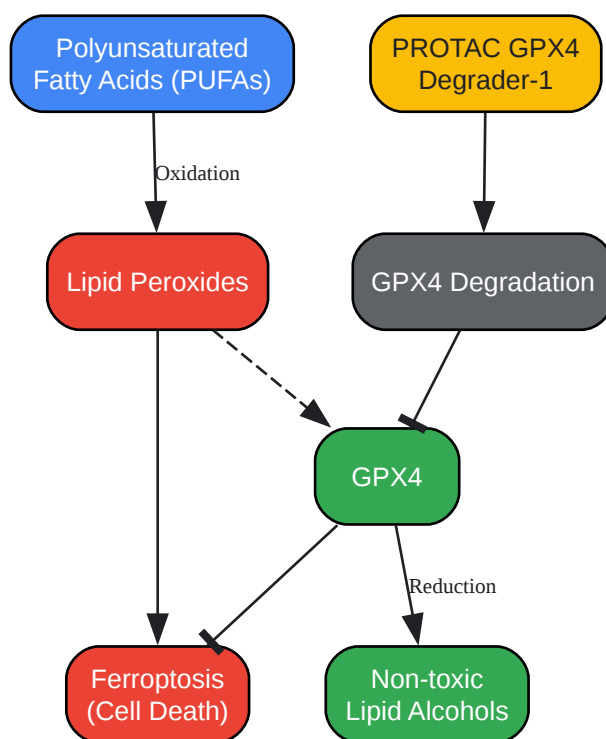 Polyunsaturated
Fatty Acids (PUFAs)
PROTAC GPX4
Degrader-1
Oxidation
Lipid Peroxides
GPX4 Degradation
GPX4
Reduction
Ferroptosis
(Cell Death)
Non-toxic
Lipid Alcohols